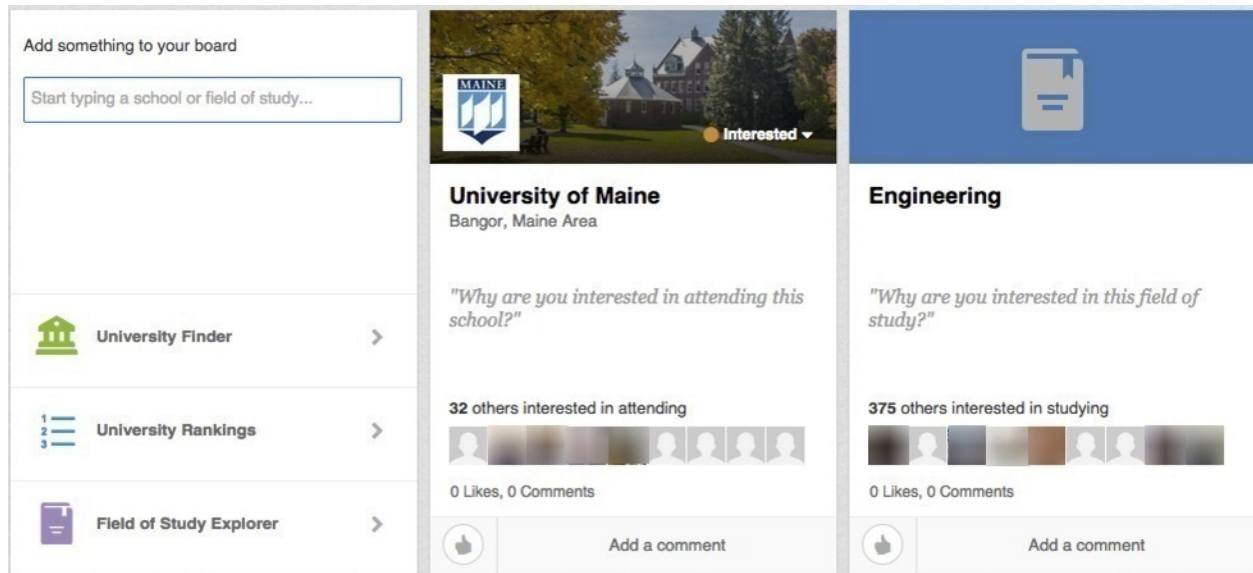 Add something to your board
Start typing a school or field of study...
University Finder
1
2
3
University Rankings
Field of Study Explorer
MAINE
Interested
University of Maine
Bangor, Maine Area
"Why are you interested in attending this
school?"
32 others interested in attending
0 Likes, 0 Comments
Add a comment
Engineering
"Why are you interested in this field of
study?"
375 others interested in studying
0 Likes, 0 Comments
Add a comment